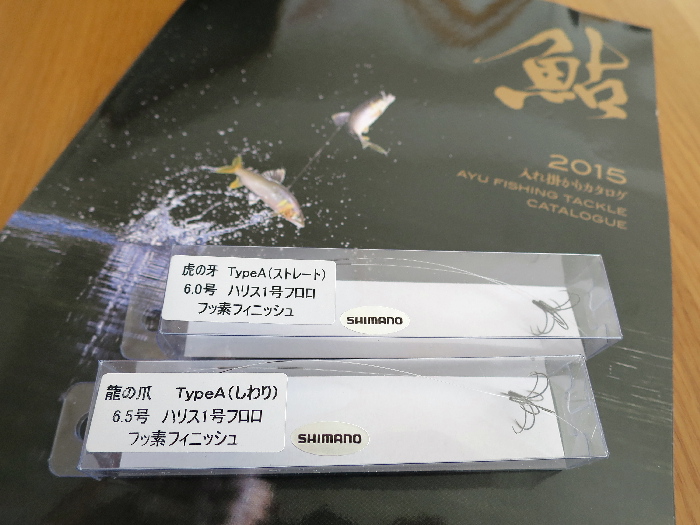 鮎
2015
入れ掛かりカタログ
AYU FISHING TACKLE
CATALOGUE
虎の牙 TypeA(ストレート)
6.0号 ハリス1号フロロ
フッ素フィニッシュ
SHIMANO
龍の爪 TypeA(しわり)
6.5号 ハリス1号フロロ
フッ素フィニッシュ
SHIMANO